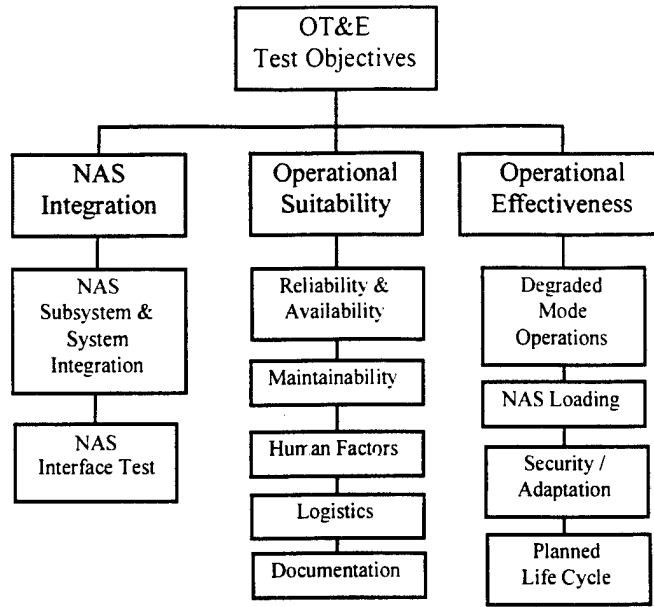 OT&E
Test Objectives
NAS
Integration
Operational
Suitability
Operational
Effectiveness
NAS
Subsystem &
System
Integration
NAS
Interface Test
Reliability &
Availability
Maintainability
Human Factors
Logistics
Documentation
Degraded
Mode
Operations
NAS Loading
Security /
Adaptation
Planned
Life Cycle